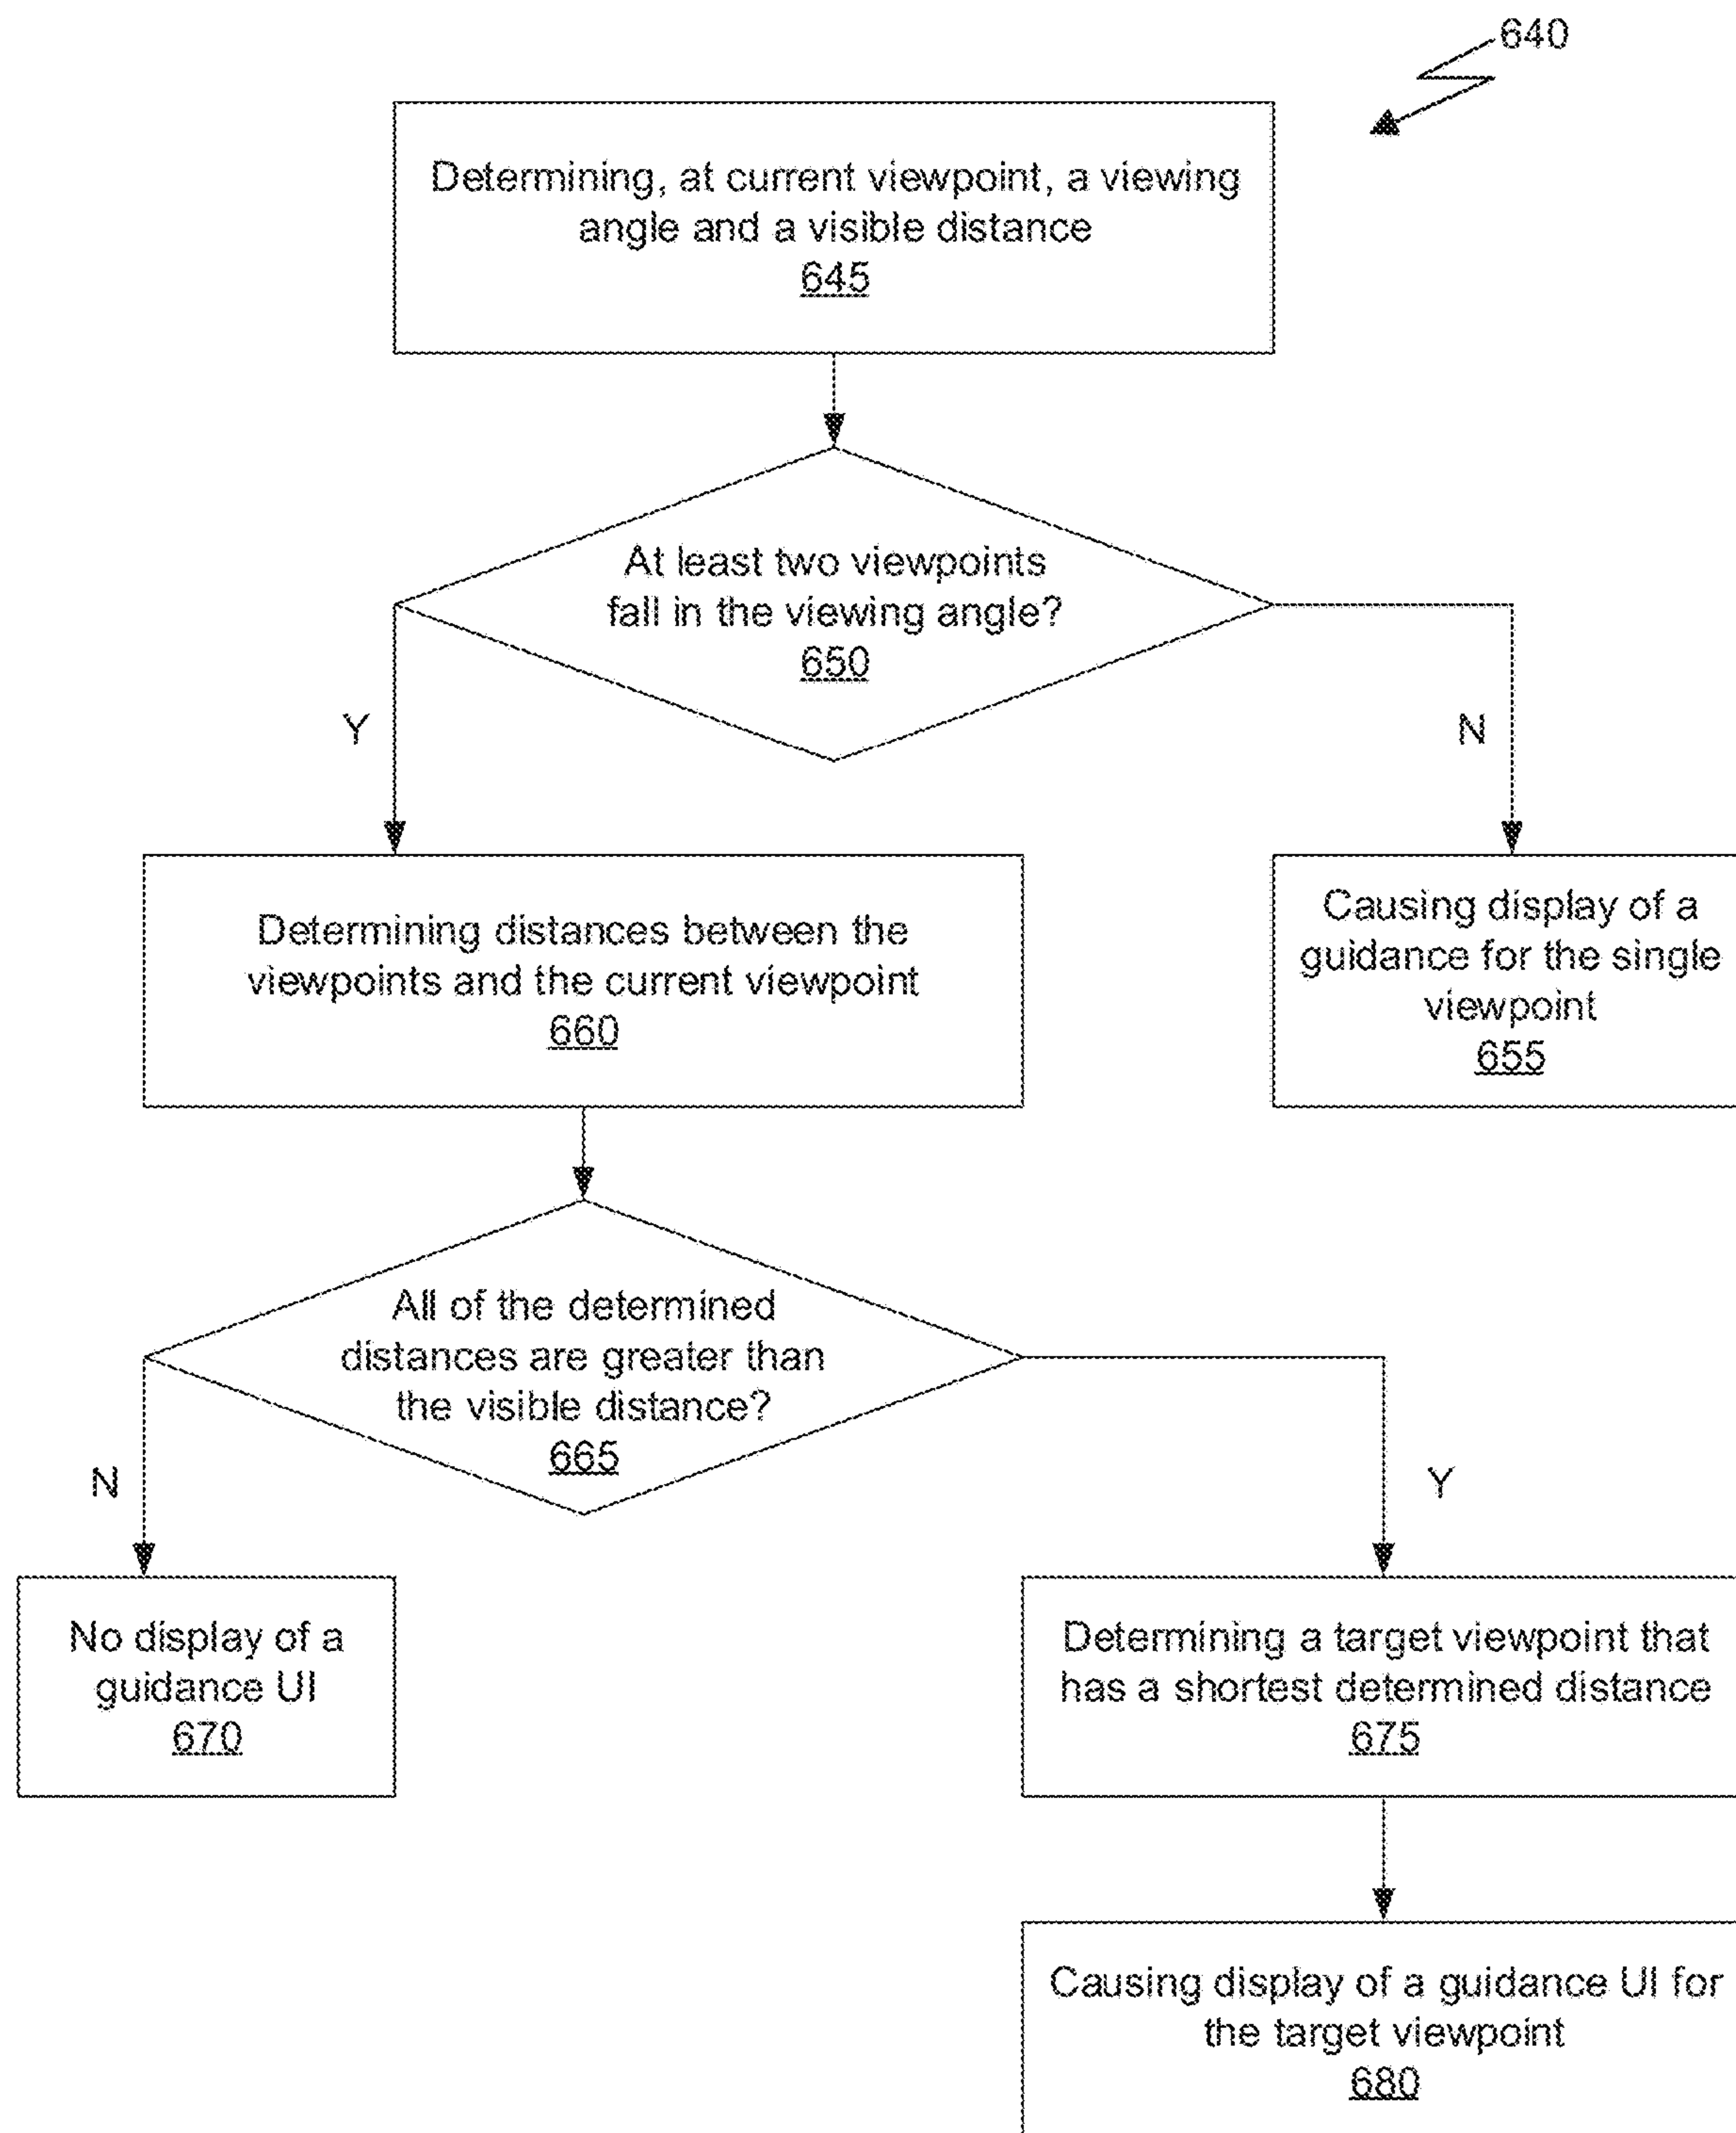 640
Determining, at current viewpoint, a viewing
angle and a visible distance
645
At least two viewpoints
fall in the viewing angle?
650
Y
N
Determining distances between the
viewpoints and the current viewpoint
660
Causing display of a
guidance for the single
viewpoint
655
All of the determined
distances are greater than
the visible distance?
665
N
Y
No display of a
guidance UI
670
Determining a target viewpoint that
has a shortest determined distance
675
Causing display of a guidance UI for
the target viewpoint
680